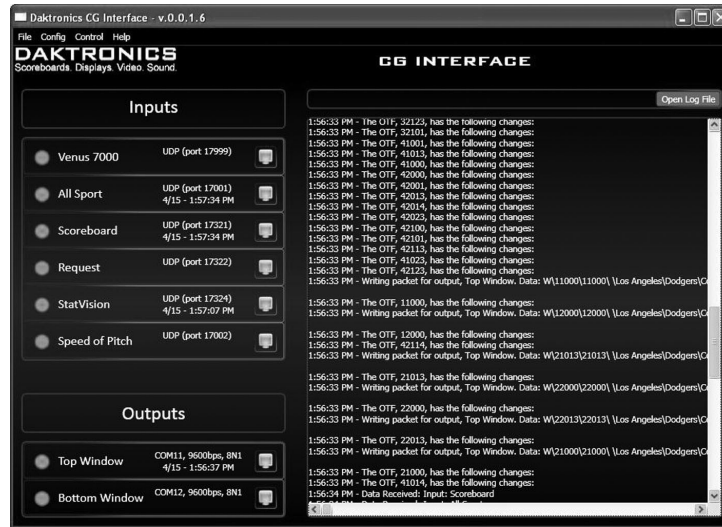 Daktronics CG Interface - v.0.0.1.6
File Config Control Help
DAKTRONICS
Scoreboards. Displays. Video. Sound.
CG INTERFACE
Inputs
Venus 7000 UDP (port 17999)
All Sport UDP (port 17001)
4/15 - 1:57:34 PM
Scoreboard UDP (port 17321)
4/15 - 1:57:34 PM
Request UDP (port 17322)
StatVision UDP (port 17324)
4/15 - 1:57:07 PM
Speed of Pitch UDP (port 17002)
Outputs
Top Window COM11, 9600bps, 8N1
4/15 - 1:56:37 PM
Bottom Window COM12, 9600bps, 8N1
Open Log File
1:56:33 PM - The OTF, 32123, has the following changes:
1:56:33 PM - The OTF, 32101, has the following changes:
1:56:33 PM - The OTF, 41001, has the following changes:
1:56:33 PM - The OTF, 41013, has the following changes:
1:56:33 PM - The OTF, 41000, has the following changes:
1:56:33 PM - The OTF, 42000, has the following changes:
1:56:33 PM - The OTF, 42001, has the following changes:
1:56:33 PM - The OTF, 42013, has the following changes:
1:56:33 PM - The OTF, 42014, has the following changes:
1:56:33 PM - The OTF, 42023, has the following changes:
1:56:33 PM - The OTF, 42100, has the following changes:
1:56:33 PM - The OTF, 42101, has the following changes:
1:56:33 PM - The OTF, 42113, has the following changes:
1:56:33 PM - The OTF, 41023, has the following changes:
1:56:33 PM - The OTF, 42123, has the following changes:
1:56:33 PM - Writing packet for output, Top Window. Data: W\11000\11000\ \Los Angeles\Dodgers\
1:56:33 PM - The OTF, 11000, has the following changes:
1:56:33 PM - Writing packet for output, Top Window. Data: W\12000\12000\ \Los Angeles\Dodgers\
1:56:33 PM - The OTF, 12000, has the following changes:
1:56:33 PM - The OTF, 42114, has the following changes:
1:56:33 PM - Writing packet for output, Top Window. Data: W\21013\21013\ \Los Angeles\Dodgers\
1:56:33 PM - The OTF, 21013, has the following changes:
1:56:33 PM - Writing packet for output, Top Window. Data: W\22000\22000\ \Los Angeles\Dodgers\
1:56:33 PM - The OTF, 22000, has the following changes:
1:56:33 PM - Writing packet for output, Top Window. Data: W\22013\22013\ \Los Angeles\Dodgers\
1:56:33 PM - The OTF, 22013, has the following changes:
1:56:33 PM - Writing packet for output, Top Window. Data: W\21000\21000\ \Los Angeles\Dodgers\
1:56:33 PM - The OTF, 21000, has the following changes:
1:56:33 PM - The OTF, 41014, has the following changes:
1:56:34 PM - Data Received: Input: Scoreboard